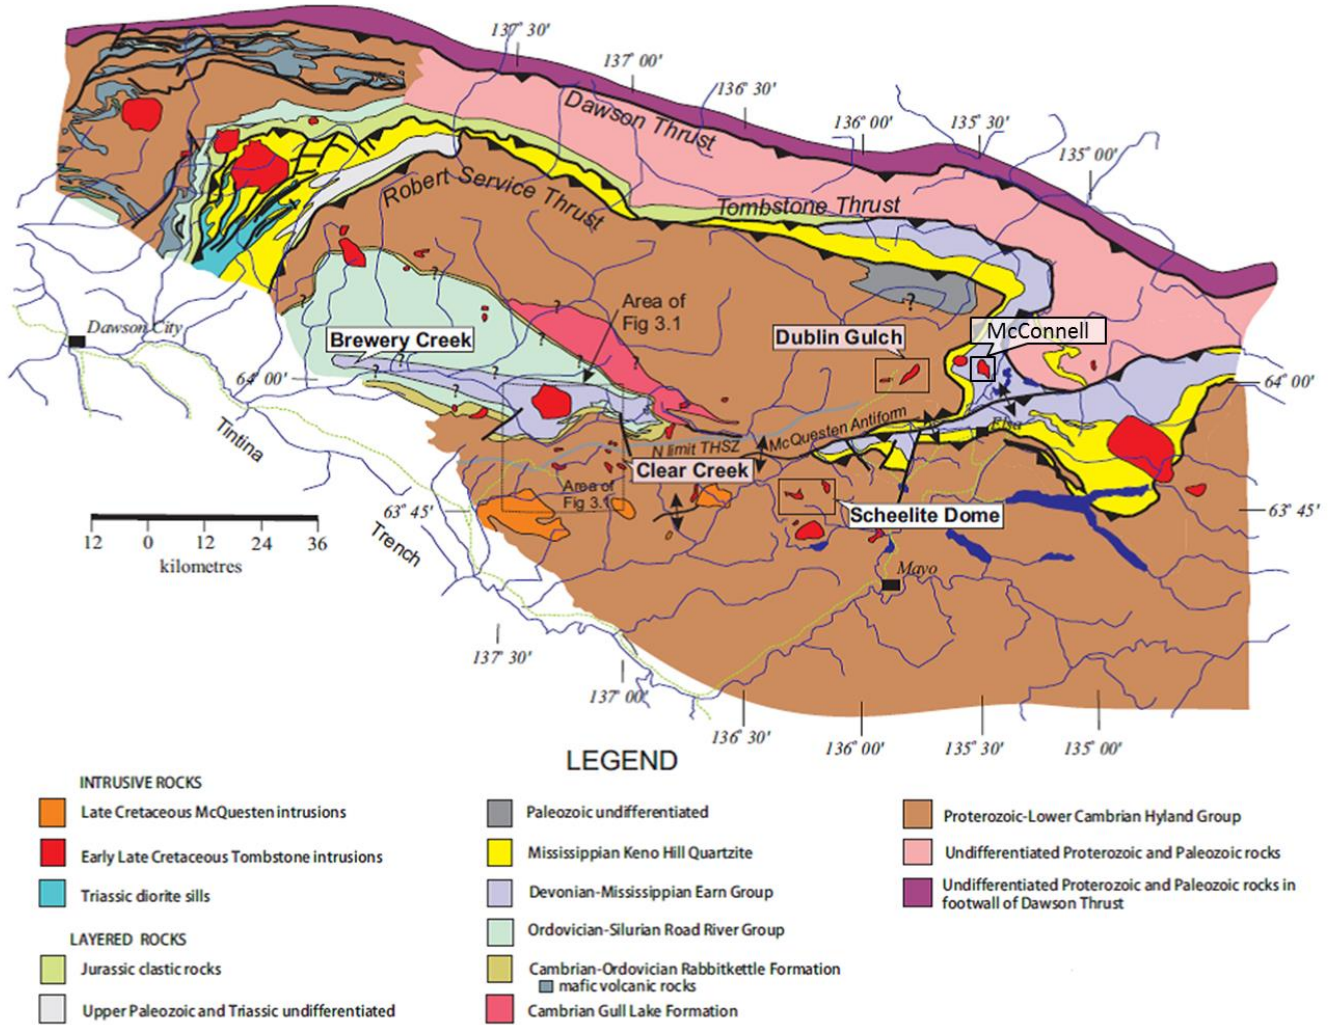 137° 30'
137° 00'
136° 30'
136° 00'
135° 30'
135° 00'
Dawson Thrust
Robert Service Thrust
Tombstone Thrust
?
?
?
?
Area of
Fig 3.1
Dawson City
Brewery Creek
Dublin Gulch
McConnell
?
?
?
?
?
?
64° 00'
64° 00'
Tintina
McQuesten Antiform
Elsa
N limit THSZ
Clear Creek
Area of
Fig 3.1
63° 45'
Scheelite Dome
63° 45'
Trench
12 0 12 24 36
kilometres
Mayo
137° 30'
137° 00'
136° 30'
136° 00'
135° 30'
135° 00'
LEGEND
INTRUSIVE ROCKS
Late Cretaceous McQuesten intrusions
Early Late Cretaceous Tombstone intrusions
Triassic diorite sills
LAYERED ROCKS
Jurassic clastic rocks
Upper Paleozoic and Triassic undifferentiated
Paleozoic undifferentiated
Mississippian Keno Hill Quartzite
Devonian-Mississippian Earn Group
Ordovician-Silurian Road River Group
Cambrian-Ordovician Rabbitkettle Formation
mafic volcanic rocks
Cambrian Gull Lake Formation
Proterozoic-Lower Cambrian Hyland Group
Undifferentiated Proterozoic and Paleozoic rocks
Undifferentiated Proterozoic and Paleozoic rocks in
footwall of Dawson Thrust